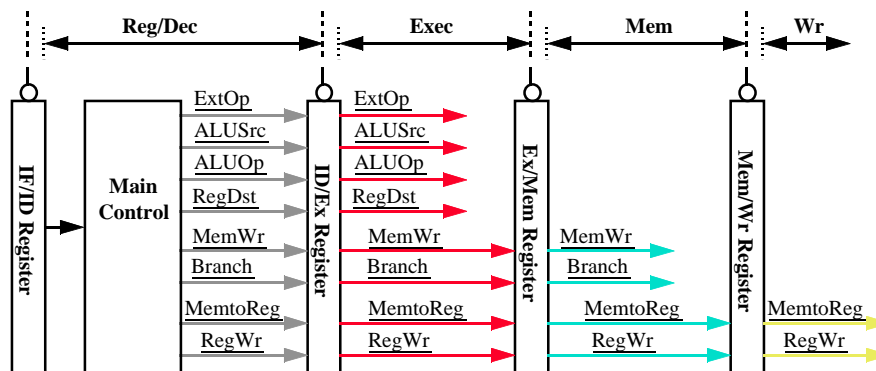 Reg/Dec Exec Mem Wr
ExtOp ExtOp
ALUSrc ALUSrc
ALUOp ALUOp
RegDst RegDst
MemWr MemWr MemWr
Branch Branch Branch
MemtoReg MemtoReg MemtoReg MemtoReg
RegWr RegWr RegWr RegWr
IF/ID Register
Main
Control
ID/Ex Register
Ex/Mem Register
Mem/Wr Register